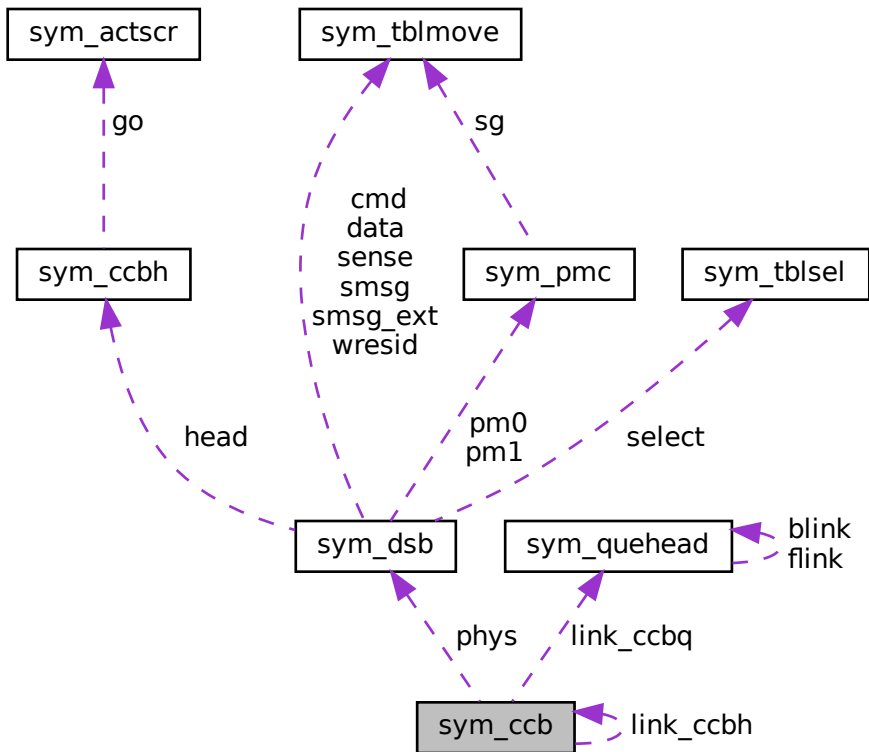 sym_actscr
sym_tblmove
go
sg
cmd
data
sense
smsg
smsg_ext
wresid
sym_ccbh
sym_pmc
sym_tblsel
head
pm0
pm1
select
sym_dsb
sym_quehead
blink
flink
phys
link_ccbq
sym_ccb
link_ccbh